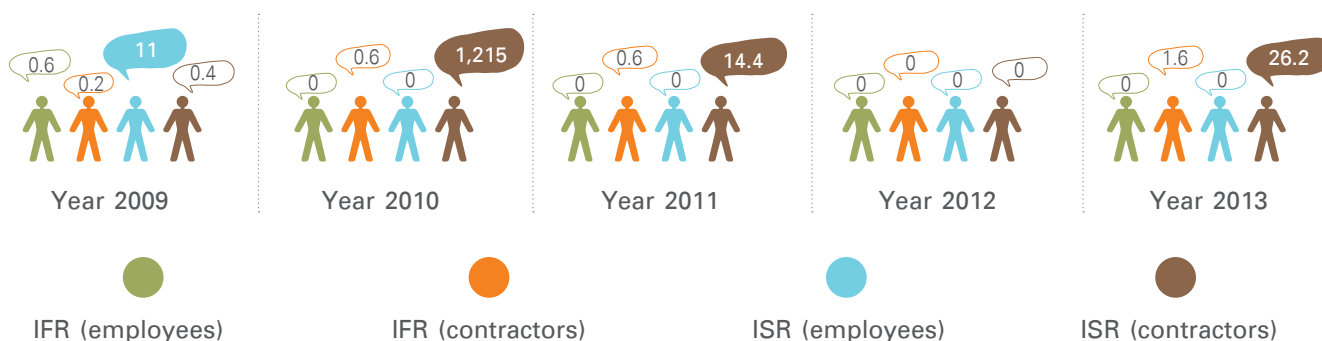 0.6 0.2 11 0.4
Year 2009
0 0.6 0 1,215
Year 2010
0 0.6 0 14.4
Year 2011
0 0 0 0
Year 2012
0 1.6 0 26.2
Year 2013
IFR (employees)
IFR (contractors)
ISR (employees)
ISR (contractors)